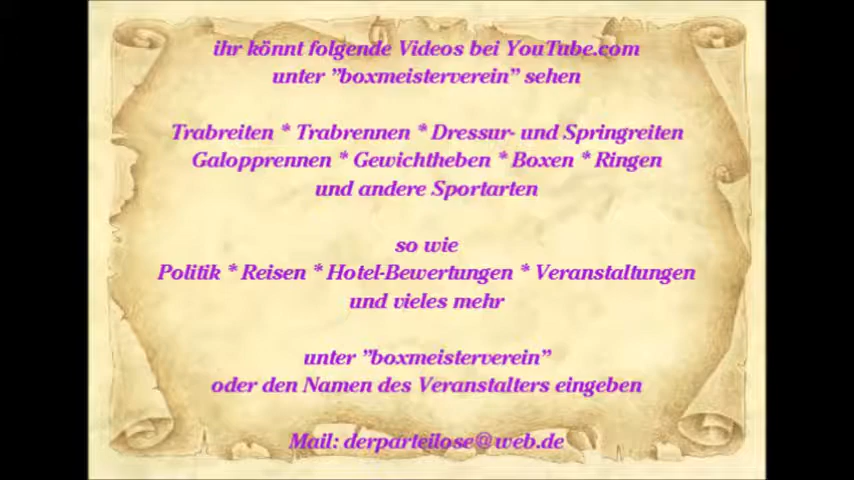 ihr könnt folgende Videos bei YouTube.com
unter "boxmeisterverein" sehen
Trabreiten * Trabrennen * Dressur- und Springreiten
Galopprennen * Gewichtheben * Boxen * Ringen
und andere Sportarten
so wie
Politik * Reisen * Hotel-Bewertungen * Veranstaltungen
und vieles mehr
unter "boxmeisterverein"
oder den Namen des Veranstalters eingeben
Mail: derparteilose@web.de